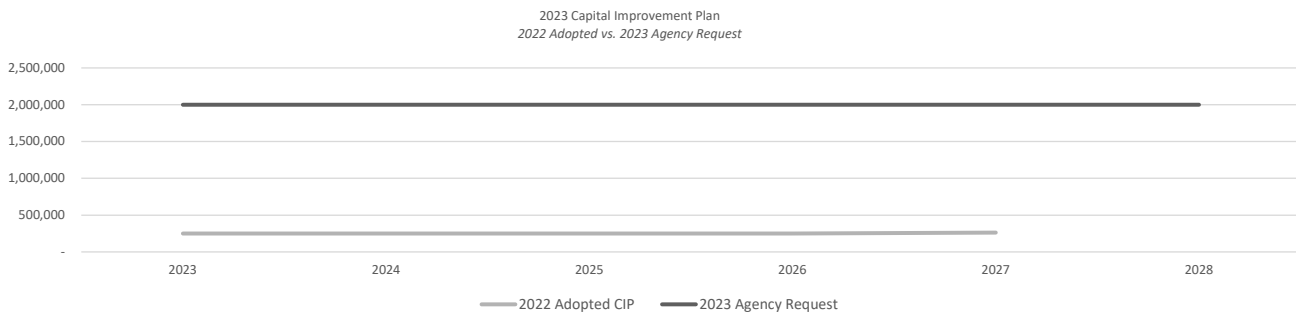 2023 Capital Improvement Plan
2022 Adopted vs. 2023 Agency Request
2,500,000
2,000,000
1,500,000
1,000,000
500,000
-
2023 2024 2025 2026 2027 2028
2022 Adopted CIP 2023 Agency Request